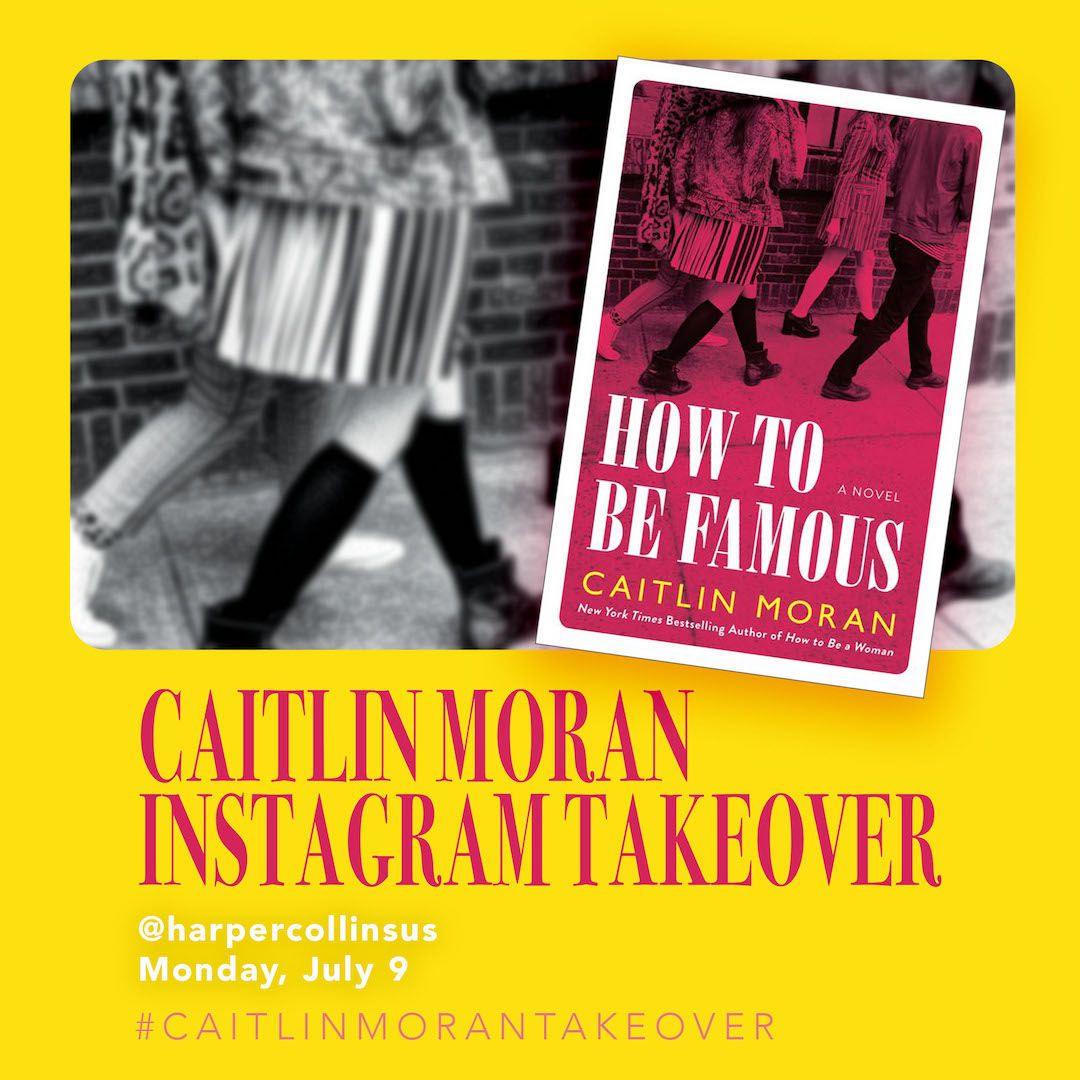 HOW TO
BE FAMOUS
A NOVEL
CAITLIN MORAN
New York Times Bestselling Author of How to Be a Woman
CAITLIN MORAN
INSTAGRAM TAKEOVER
@harpercollinsus
Monday, July 9
#CAITLINMORANTAKEOVER